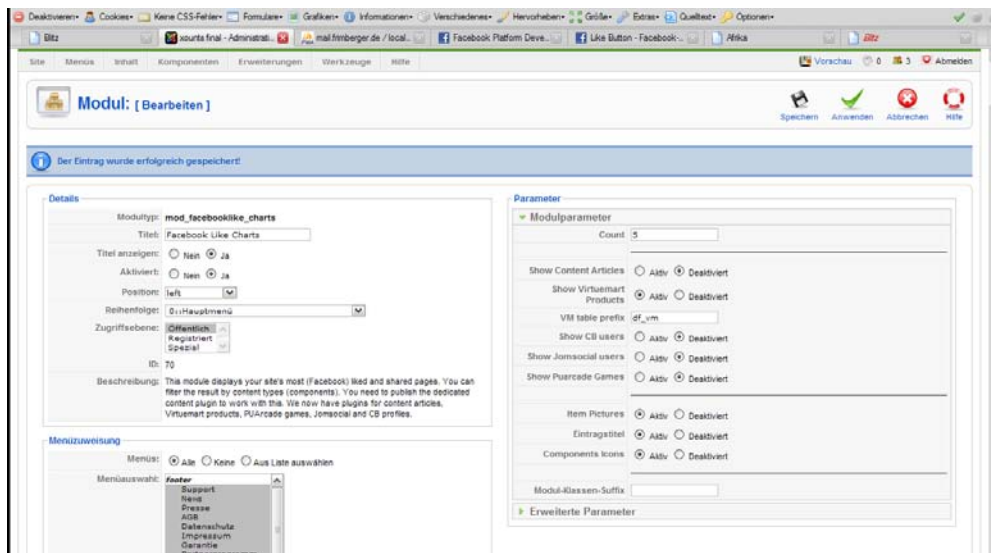 Deaktivieren Cookies Keine CSS-Fehler Formulare Grafiken Informationen Verschiedenes Hervorheben Größe Extras Quelltext Optionen
Blitz xounta final - Administrati... mail.frmberger.de / local... Facebook Platform Deve... Like Button - Facebook-... Afrika Blitz
Site Menüs Inhalt Komponenten Erweiterungen Werkzeuge Hilfe Vorschau 0 3 Abmelden
Modul: [ Bearbeiten ]
Speichern Anwenden Abbrechen Hilfe
Der Eintrag wurde erfolgreich gespeichert!
Details
Modultyp: mod_facebooklike_charts
Titel: Facebook Like Charts
Titel anzeigen: Nein Ja
Aktiviert: Nein Ja
Position: left
Reihenfolge: 0::Hauptmenü
Zugriffsebene: Öffentlich
Registriert
Spezial
ID: 70
Beschreibung: This module displays your site's most (Facebook) liked and shared pages. You can
filter the result by content types (components). You need to publish the dedicated
content plugin to work with this. We now have plugins for content articles,
Virtuemart products, PUArcade games, Jomsocial and CB profiles.
Menüzuweisung
Menüs: Alle Keine Aus Liste auswählen
Menüauswahl: footer
Support
News
Presse
AGB
Datenschutz
Impressum
Garantie
Parameter
Modulparameter
Count 5
Show Content Articles Aktiv Deaktiviert
Show Virtuemart
Products Aktiv Deaktiviert
VM table prefix df_vm
Show CB users Aktiv Deaktiviert
Show Jomsocial users Aktiv Deaktiviert
Show Puarcade Games Aktiv Deaktiviert
Item Pictures Aktiv Deaktiviert
Eintragstitel Aktiv Deaktiviert
Components Icons Aktiv Deaktiviert
Modul-Klassen-Suffix
Erweiterte Parameter